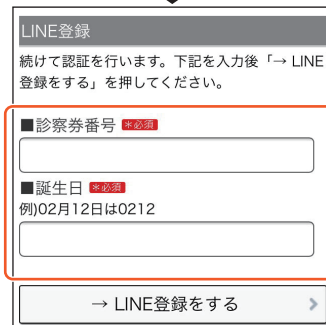 LINE登録
続けて認証を行います。下記を入力後「→ LINE
登録をする」を押してください。
■診察券番号 *必須
■誕生日 *必須
例)02月12日は0212
→ LINE登録をする